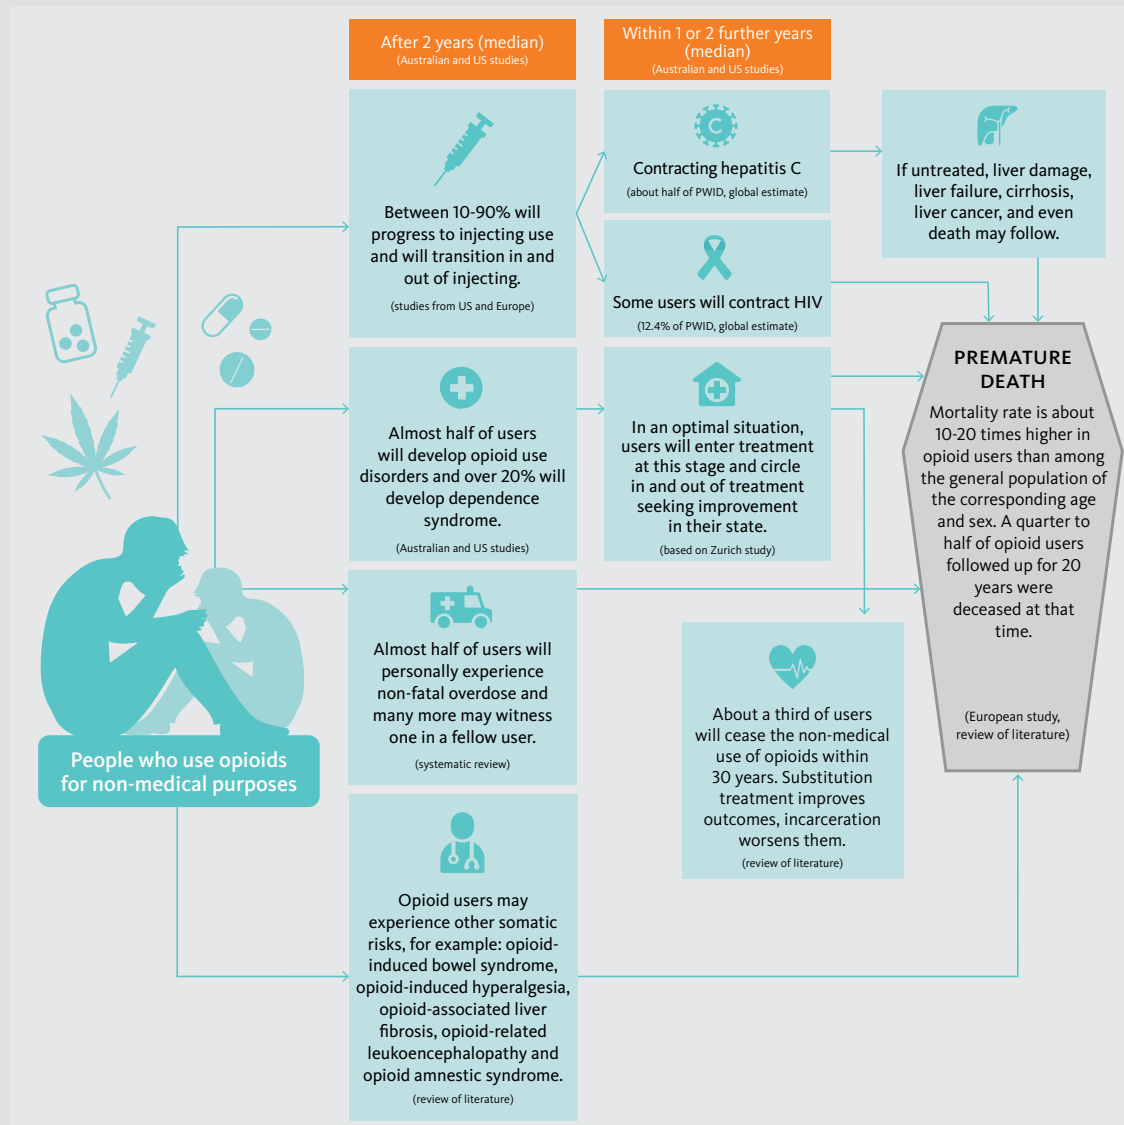 After 2 years (median)
(Australian and US studies)
Within 1 or 2 further years
(median)
(Australian and US studies)
Between 10-90% will
progress to injecting use
and will transition in and
out of injecting.
(studies from US and Europe)
C
Contracting hepatitis C
(about half of PWID, global estimate)
If untreated, liver damage,
liver failure, cirrhosis,
liver cancer, and even
death may follow.
Some users will contract HIV
(12.4% of PWID, global estimate)
Almost half of users
will develop opioid use
disorders and over 20% will
develop dependence
syndrome.
(Australian and US studies)
In an optimal situation,
users will enter treatment
at this stage and circle
in and out of treatment
seeking improvement
in their state.
(based on Zurich study)
PREMATURE
DEATH
Mortality rate is about
10-20 times higher in
opioid users than among
the general population of
the corresponding age
and sex. A quarter to
half of opioid users
followed up for 20
years were
deceased at that
time.
(European study,
review of literature)
Almost half of users will
personally experience
non-fatal overdose and
many more may witness
one in a fellow user.
(systematic review)
About a third of users
will cease the non-medical
use of opioids within
30 years. Substitution
treatment improves
outcomes, incarceration
worsens them.
(review of literature)
People who use opioids
for non-medical purposes
Opioid users may
experience other somatic
risks, for example: opioid-
induced bowel syndrome,
opioid-induced hyperalgesia,
opioid-associated liver
fibrosis, opioid-related
leukoencephalopathy and
opioid amnestic syndrome.
(review of literature)